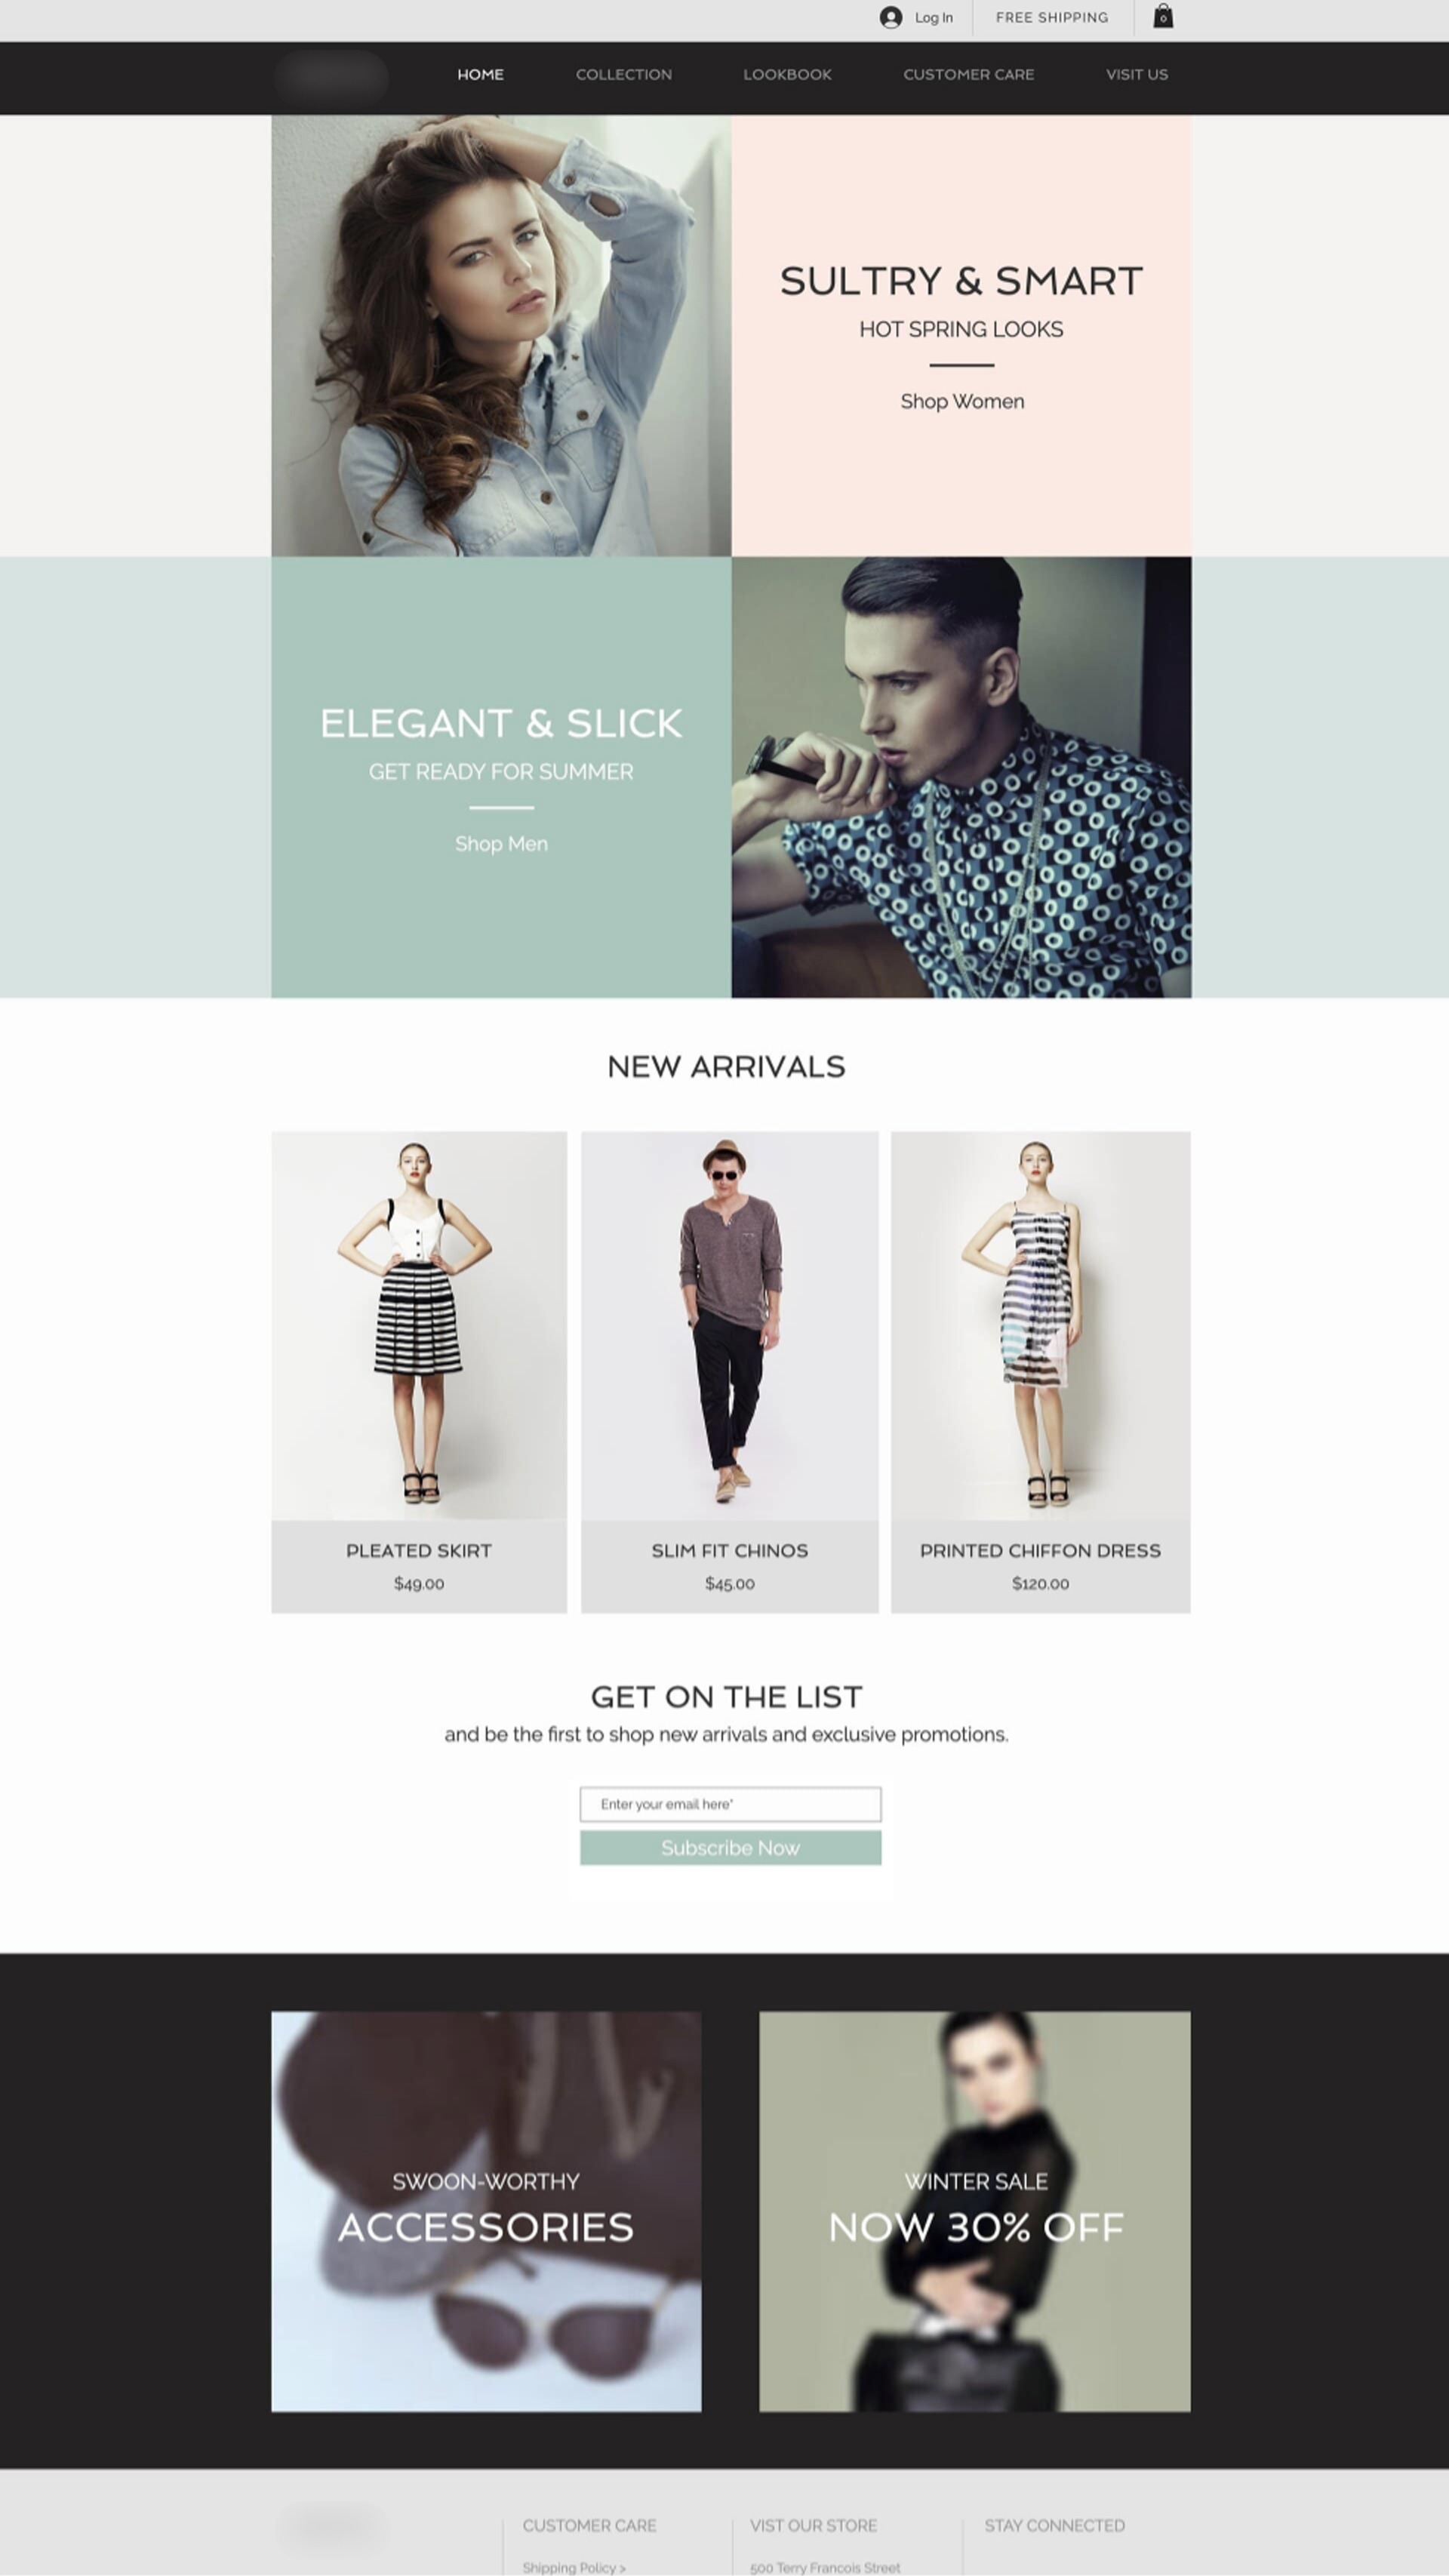 Log In
FREE SHIPPING
0
HOME
COLLECTION
LOOKBOOK
CUSTOMER CARE
VISIT US
SULTRY & SMART
HOT SPRING LOOKS
Shop Women
ELEGANT & SLICK
GET READY FOR SUMMER
Shop Men
NEW ARRIVALS
PLEATED SKIRT
$49.00
SLIM FIT CHINOS
$45.00
PRINTED CHIFFON DRESS
$120.00
GET ON THE LIST
and be the first to shop new arrivals and exclusive promotions.
Enter your email here*
Subscribe Now
SWOON-WORTHY
ACCESSORIES
WINTER SALE
NOW 30% OFF
CUSTOMER CARE
Shipping Policy >
VIST OUR STORE
500 Terry Francois Street
STAY CONNECTED